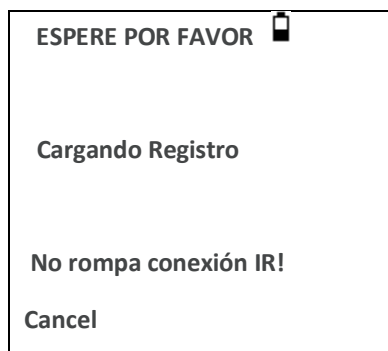 ESPERE POR FAVOR
Cargando Registro
No rompa conexión IR!
Cancel